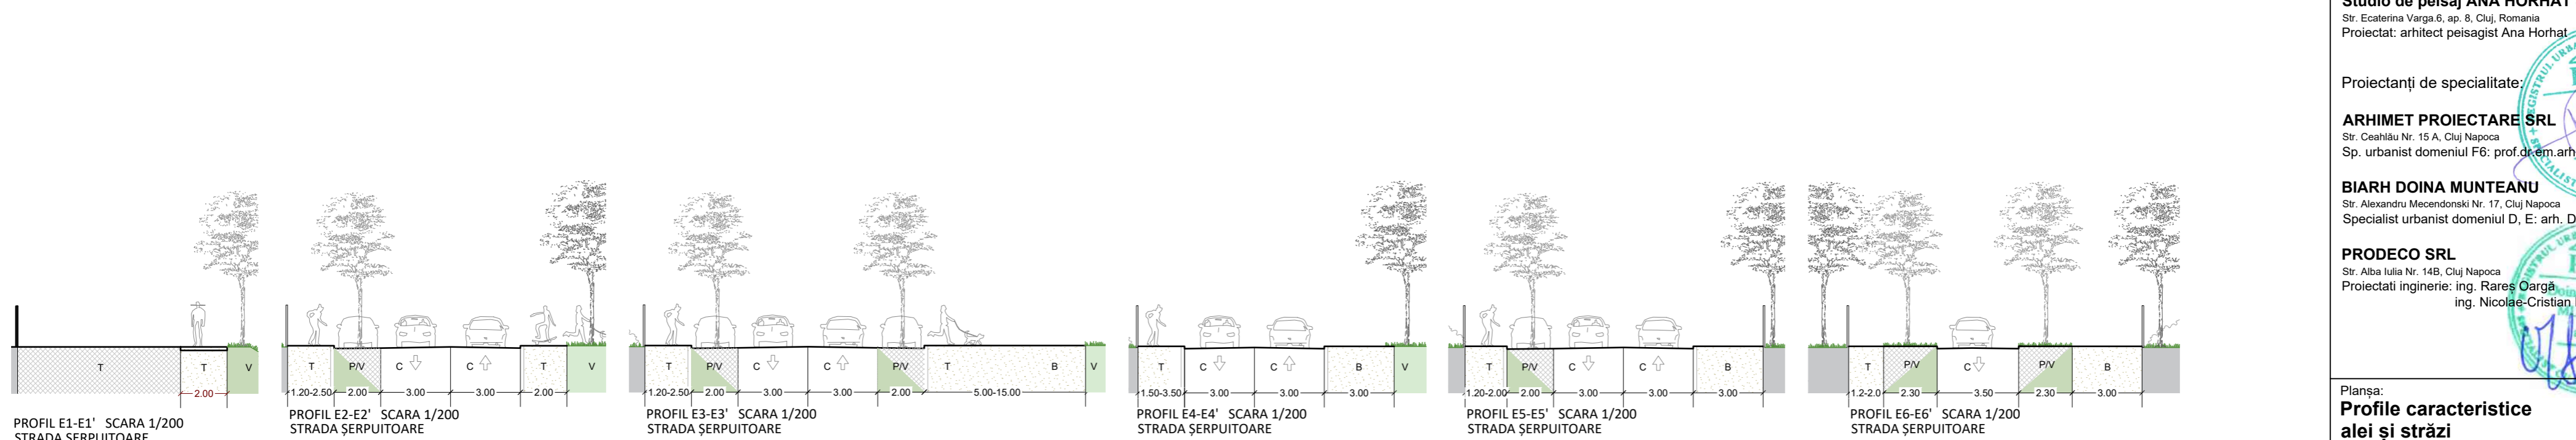 T T V
2.00
PROFIL E1-E1' SCARA 1/200
STRADA ȘERPUITOARE
T P/V C C T V
1.20-2.50 2.00 3.00 3.00 2.00
PROFIL E2-E2' SCARA 1/200
STRADA ȘERPUITOARE
T P/V C C P/V T B V
1.20-2.50 2.00 3.00 3.00 2.00 5.00-15.00
PROFIL E3-E3' SCARA 1/200
STRADA ȘERPUITOARE
T C C B V
1.50-3.50 3.00 3.00 3.00
PROFIL E4-E4' SCARA 1/200
STRADA ȘERPUITOARE
T P/V C C B
1.20-2.00 2.00 3.00 3.00 3.00
PROFIL E5-E5' SCARA 1/200
STRADA ȘERPUITOARE
T P/V C P/V B
1.2-2.0 2.30 3.50 2.30 3.00
PROFIL E6-E6' SCARA 1/200
STRADA ȘERPUITOARE
Studio de peisaj ANA HORHAT
Str. Ecaterina Varga.6, ap. 8, Cluj, Romania
Proiectat: arhitect peisagist Ana Horhat
Proiectanți de specialitate:
ARHIMET PROIECTARE SRL
Str. Ceahlău Nr. 15 A, Cluj Napoca
Sp. urbanist domeniul F6: prof.dr.em.arh
BIARH DOINA MUNTEANU
Str. Alexandru Mecendonski Nr. 17, Cluj Napoca
Specialist urbanist domeniul D, E: arh. D
PRODECO SRL
Str. Alba Iulia Nr. 14B, Cluj Napoca
Proiectati inginerie: ing. Rares Oargă
ing. Nicolae-Cristian
Planșa:
Profile caracteristice
alei și străzi